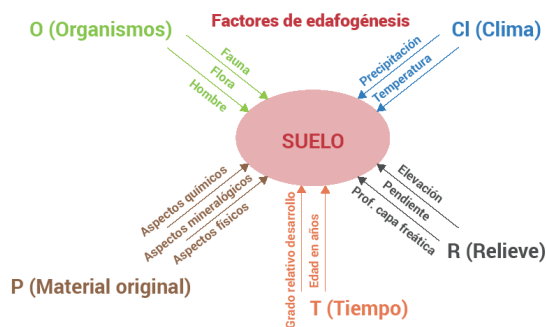 Factores de edafogénesis
O (Organismos)
Fauna
Flora
Hombre
Cl (Clima)
Precipitación
Temperatura
SUELO
Aspectos químicos
Aspectos mineralógicos
Aspectos físicos
P (Material original)
Grado relativo desarrollo
Edad en años
T (Tiempo)
Elevación
Pendiente
Prof. capa freática
R (Relieve)